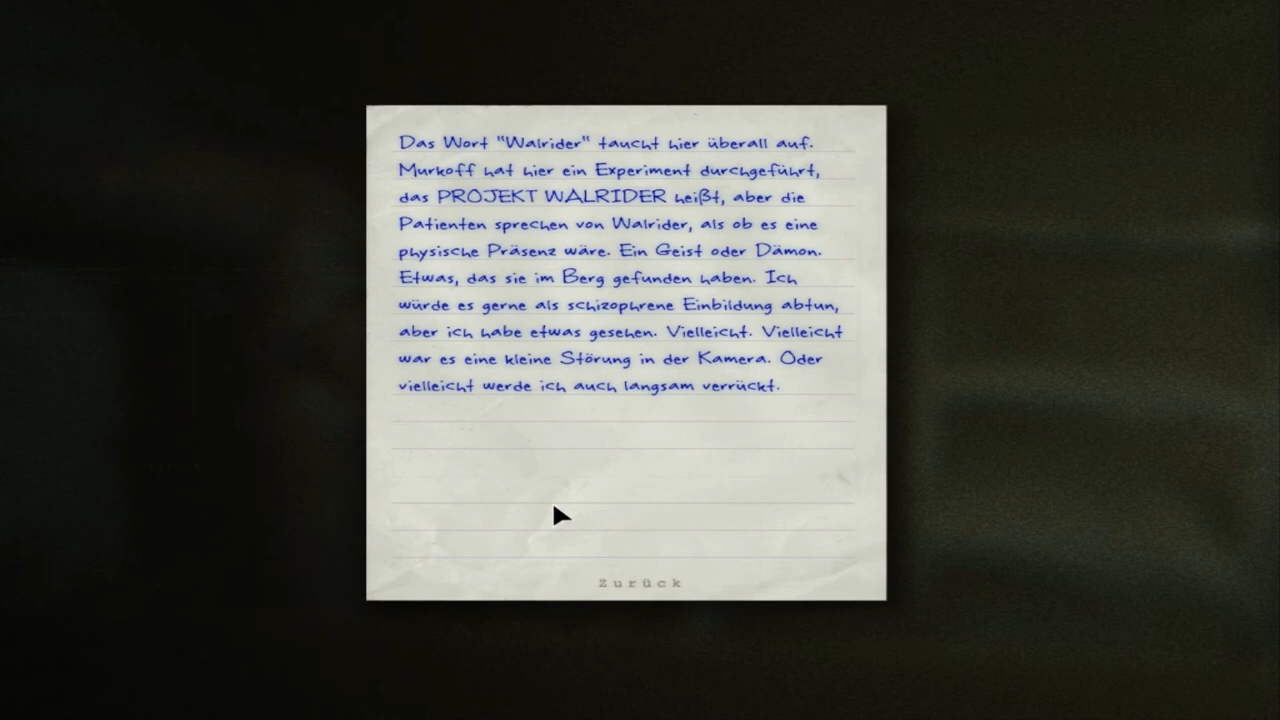 Das Wort "Walrider" taucht hier überall auf.
Murkoff hat hier ein Experiment durchgeführt,
das PROJEKT WALRIDER heißt, aber die
Patienten sprechen von Walrider, als ob es eine
physische Präsenz wäre. Ein Geist oder Dämon.
Etwas, das sie im Berg gefunden haben. Ich
würde es gerne als schizophrene Einbildung abtun,
aber ich habe etwas gesehen. Vielleicht. Vielleicht
war es eine kleine Störung in der Kamera. Oder
vielleicht werde ich auch langsam verrückt.
Zurück